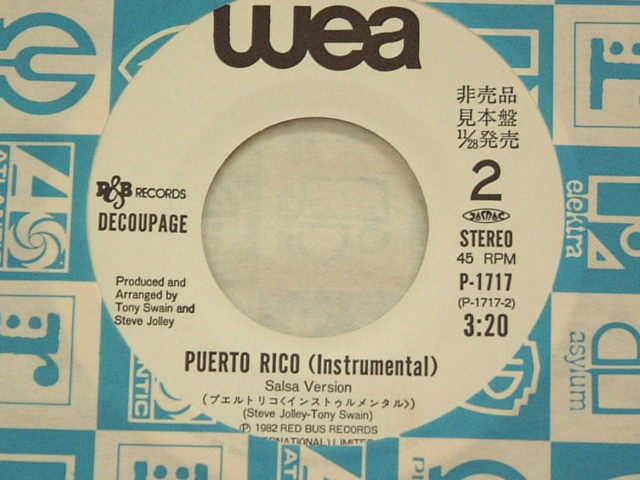 wea
非売品
見本盤
11/28発売
2
JASRAC
STEREO
45 RPM
P-1717
(P-1717-2)
3:20
R&B RECORDS
DECOUPAGE
Produced and
Arranged by
Tony Swain and
Steve Jolley
PUERTO RICO (Instrumental)
Salsa Version
(プエルトリコ〈インストゥルメンタル〉)
(Steve Jolley-Tony Swain)
Ⓟ 1982 RED BUS RECORDS
ATLANTIC
elektra
asylum